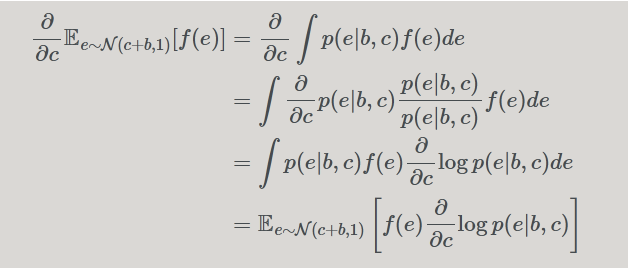 ∂/∂c 𝔼_{e∼𝒩(c+b,1)}[f(e)] = ∂/∂c ∫ p(e|b,c)f(e)de
= ∫ ∂/∂c p(e|b,c) p(e|b,c)/p(e|b,c) f(e)de
= ∫ p(e|b,c)f(e) ∂/∂c log p(e|b,c)de
= 𝔼_{e∼𝒩(c+b,1)} [f(e) ∂/∂c log p(e|b,c)]